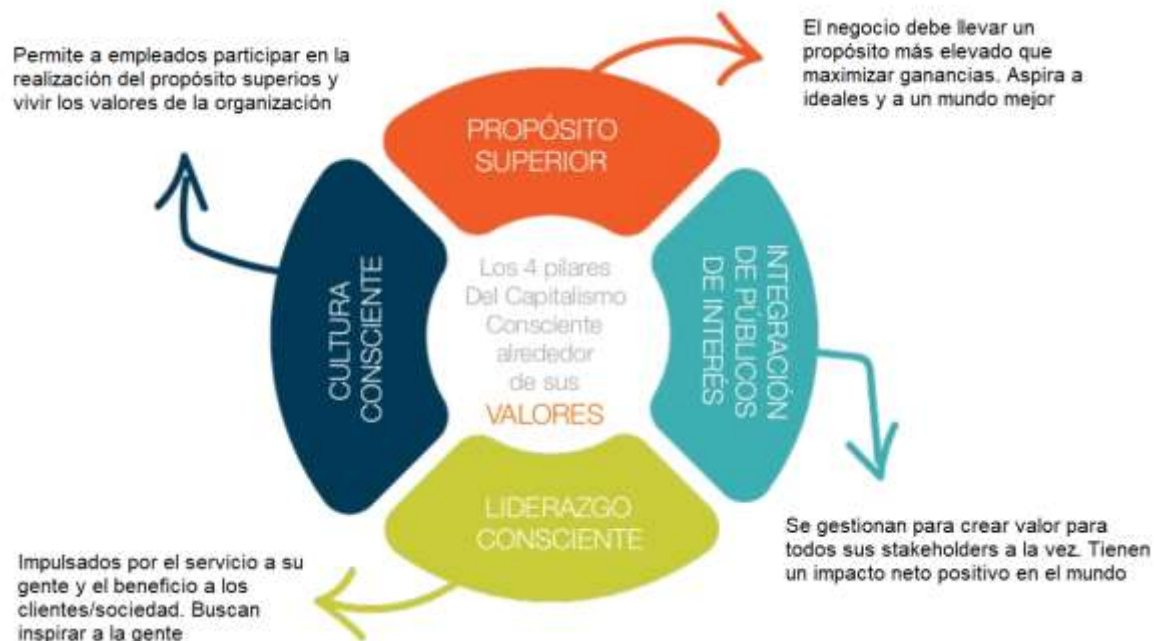 El negocio debe llevar un
propósito más elevado que
maximizar ganancias. Aspira a
ideales y a un mundo mejor
Permite a empleados participar en la
realización del propósito superios y
vivir los valores de la organización
PROPÓSITO
SUPERIOR
INTEGRACIÓN
DE PÚBLICOS
DE INTERÉS
CULTURA
CONSCIENTE
Los 4 pilares
Del Capitalismo
Consciente
alrededor
de sus
VALORES
LIDERAZGO
CONSCIENTE
Se gestionan para crear valor para
todos sus stakeholders a la vez. Tienen
un impacto neto positivo en el mundo
Impulsados por el servicio a su
gente y el beneficio a los
clientes/sociedad. Buscan
inspirar a la gente